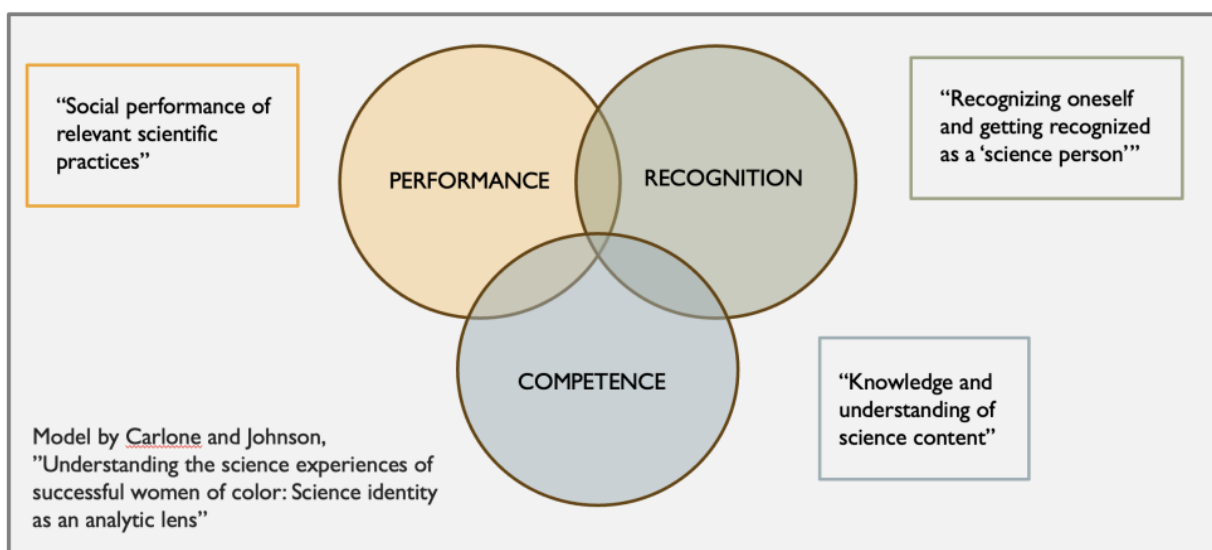 “Social performance of
relevant scientific
practices”
PERFORMANCE
RECOGNITION
“Recognizing oneself
and getting recognized
as a ‘science person’”
COMPETENCE
“Knowledge and
understanding of
science content”
Model by Carlone and Johnson,
”Understanding the science experiences of
successful women of color: Science identity
as an analytic lens”